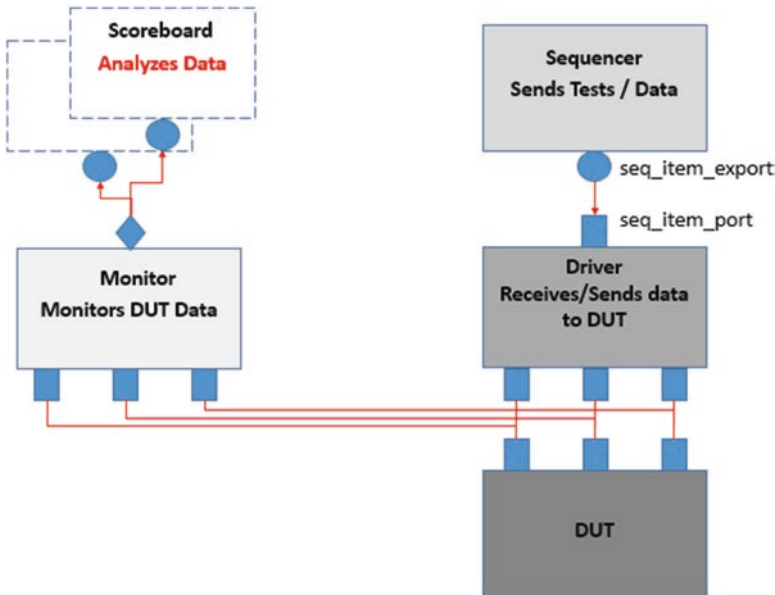 Scoreboard
Analyzes Data
Sequencer
Sends Tests / Data
seq_item_export
seq_item_port
Monitor
Monitors DUT Data
Driver
Receives/Sends data
to DUT
DUT